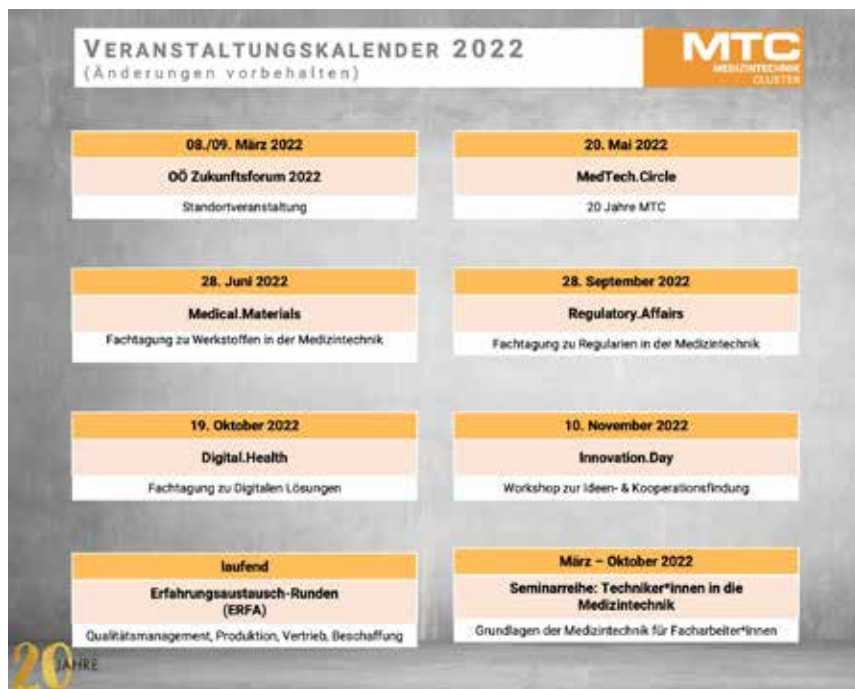 VERANSTALTUNGSKALENDER 2022
(Änderungen vorbehalten)
MTC
MEDIZINTECHNIK
CLUSTER
08./09. März 2022
OÖ Zukunftsforum 2022
Standortveranstaltung
20. Mai 2022
MedTech.Circle
20 Jahre MTC
28. Juni 2022
Medical.Materials
Fachtagung zu Werkstoffen in der Medizintechnik
28. September 2022
Regulatory.Affairs
Fachtagung zu Regularien in der Medizintechnik
19. Oktober 2022
Digital.Health
Fachtagung zu Digitalen Lösungen
10. November 2022
Innovation.Day
Workshop zur Ideen- & Kooperationsfindung
laufend
Erfahrungsaustausch-Runden
(ERFA)
Qualitätsmanagement, Produktion, Vertrieb, Beschaffung
März – Oktober 2022
Seminarreihe: Techniker*innen in die
Medizintechnik
Grundlagen der Medizintechnik für Facharbeiter*innen
20 JAHRE